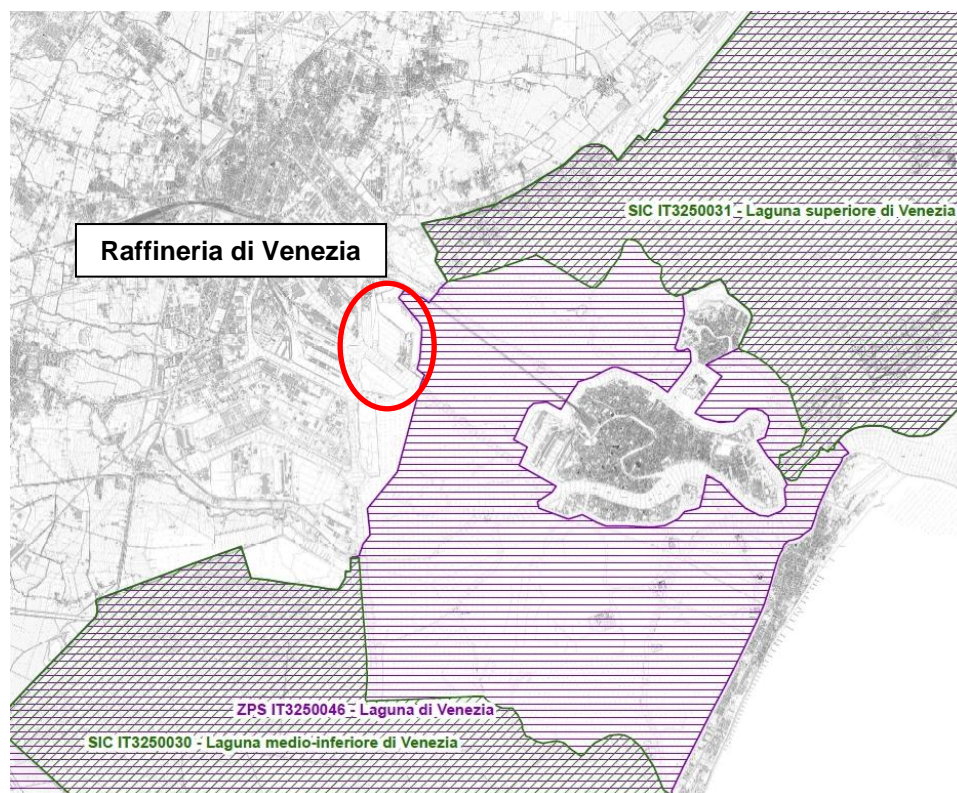 SIC IT3250031 - Laguna superiore di Venezia
Raffineria di Venezia
ZPS IT3250046 - Laguna di Venezia
SIC IT3250030 - Laguna medio-inferiore di Venezia